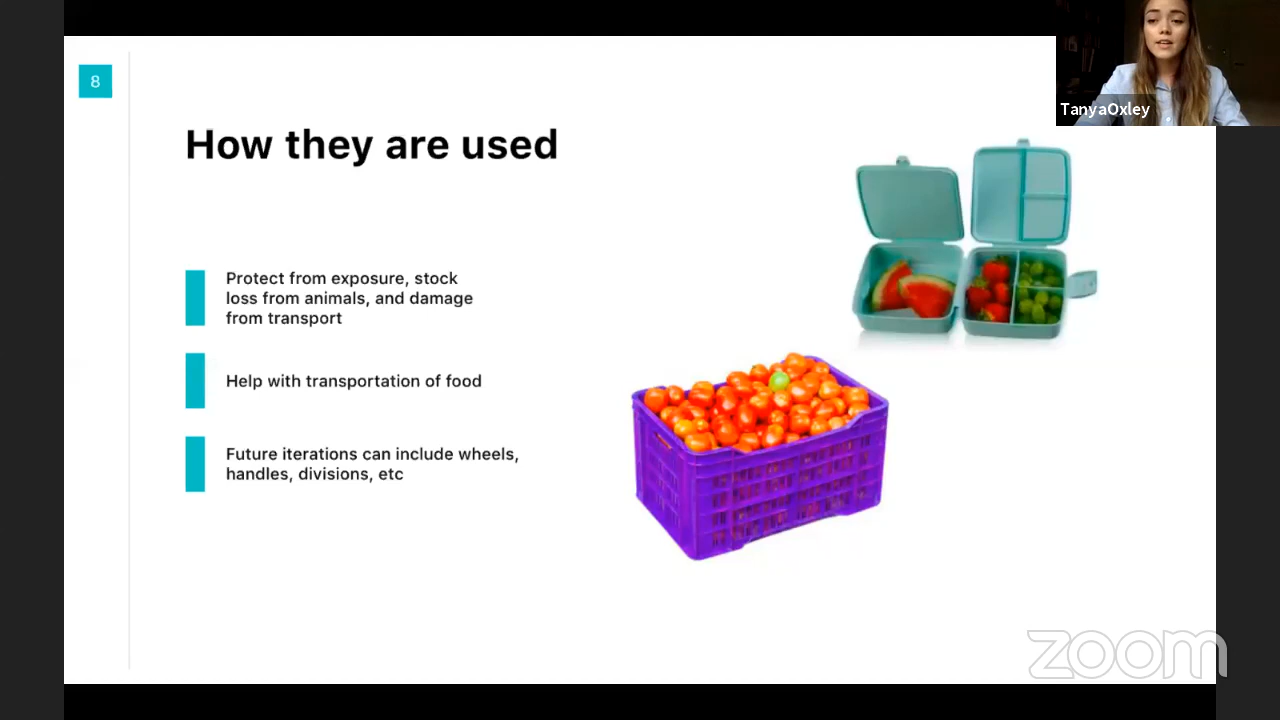 8
TanyaOxley
How they are used
Protect from exposure, stock
loss from animals, and damage
from transport
Help with transportation of food
Future iterations can include wheels,
handles, divisions, etc
zoom